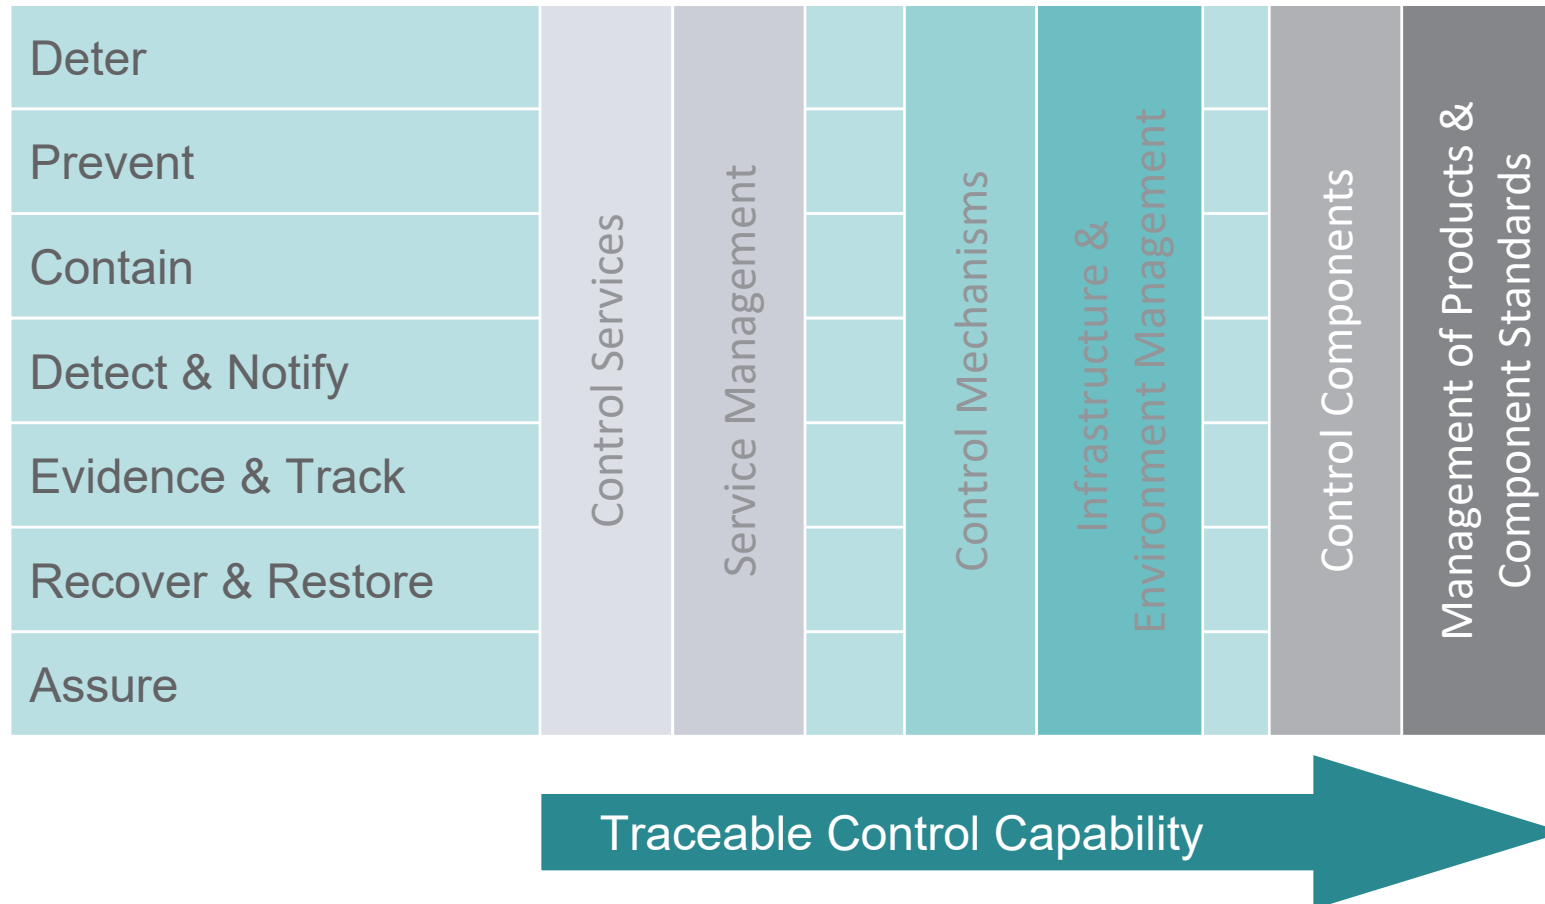 Deter
Prevent
Contain
Detect & Notify
Evidence & Track
Recover & Restore
Assure
Control Services
Service Management
Control Mechanisms
Infrastructure &
Environment Management
Control Components
Management of Products &
Component Standards
Traceable Control Capability